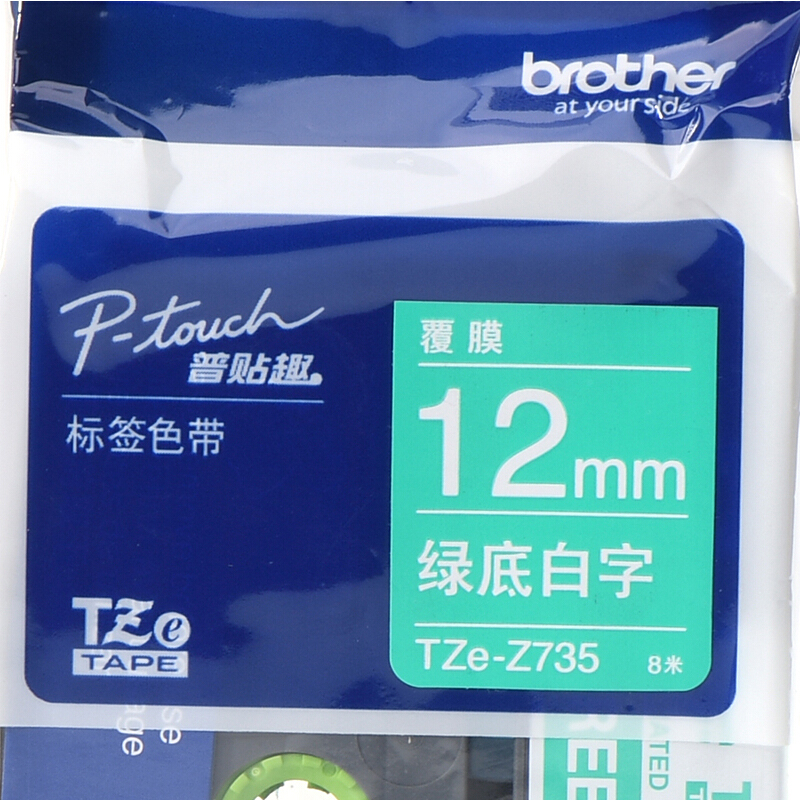 brother
at your side
P-touch
普贴趣
标签色带
覆膜
12mm
绿底白字
TZe-Z735 8米
TZe
TAPE